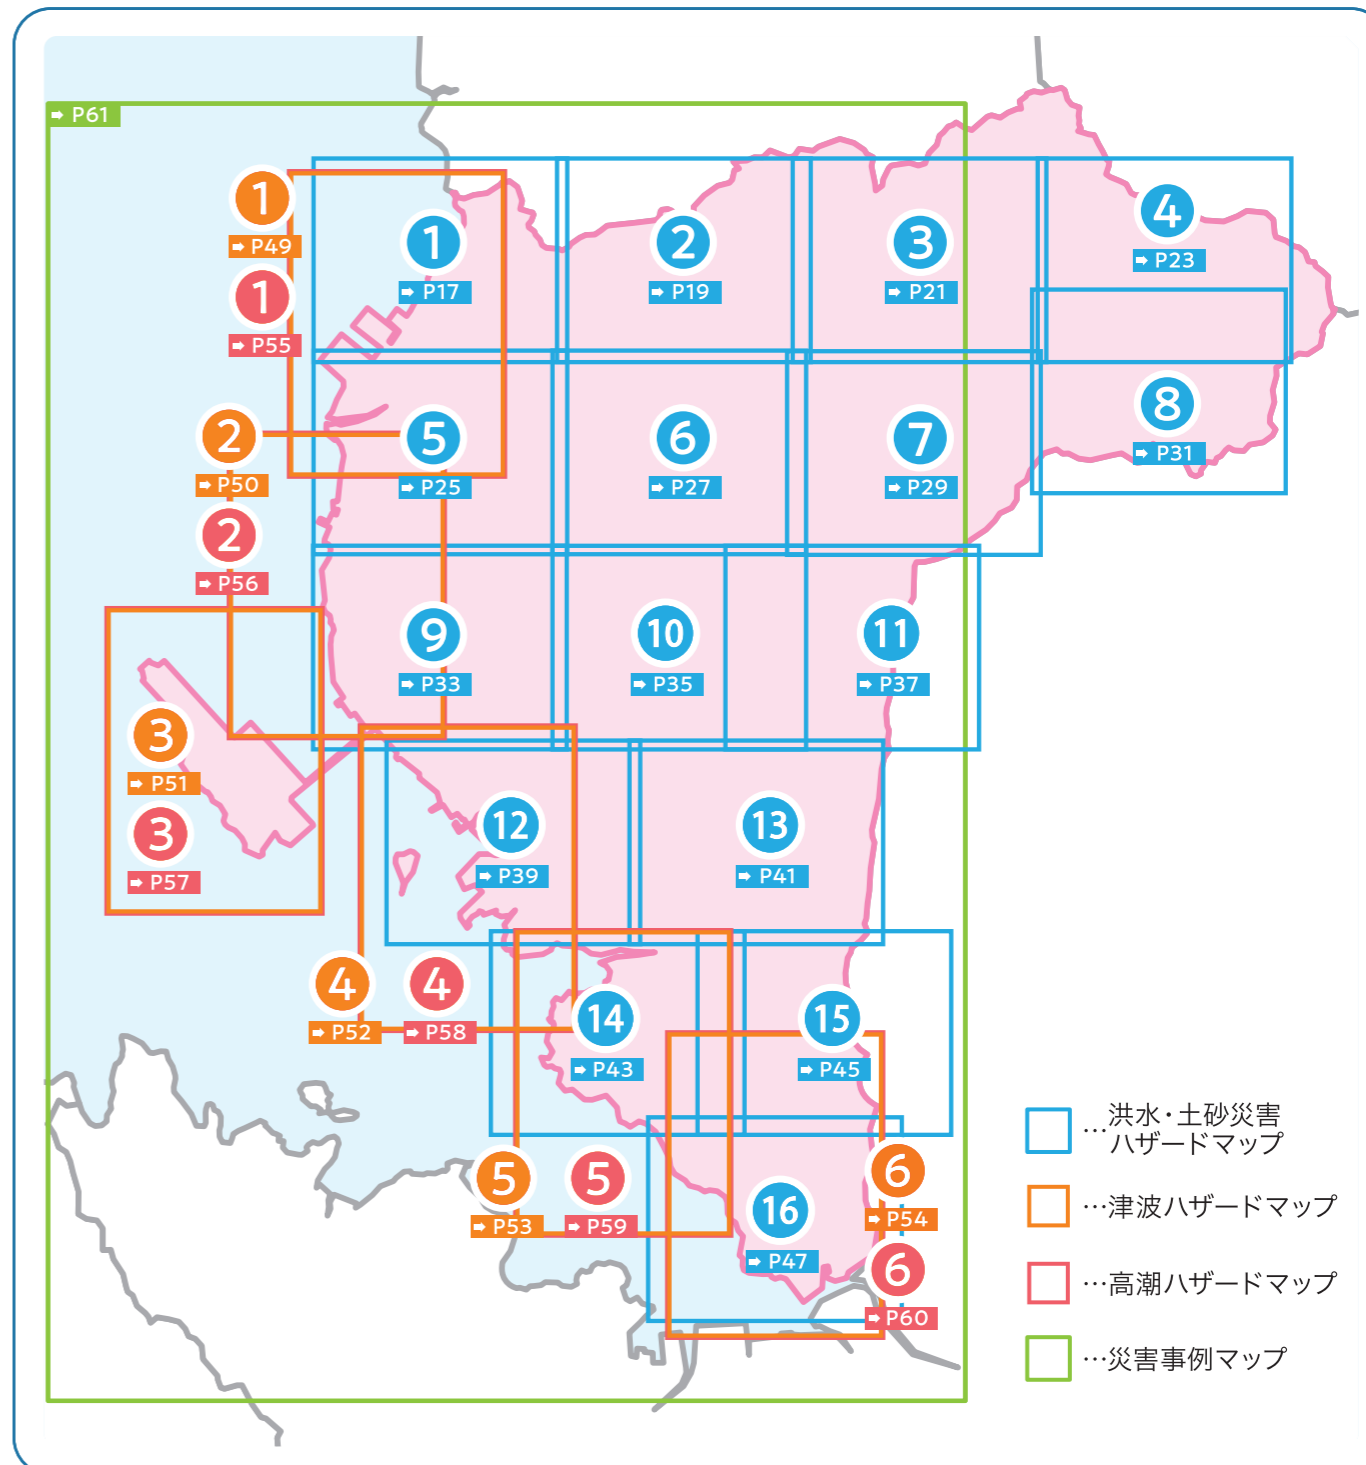 ➡ P61
1
➡ P49
1
➡ P55
1
➡ P17
2
➡ P19
3
➡ P21
4
➡ P23
2
➡ P50
2
➡ P56
5
➡ P25
6
➡ P27
7
➡ P29
8
➡ P31
3
➡ P51
3
➡ P57
9
➡ P33
10
➡ P35
11
➡ P37
12
➡ P39
13
➡ P41
4
➡ P52
4
➡ P58
14
➡ P43
15
➡ P45
5
➡ P53
5
➡ P59
16
➡ P47
6
➡ P54
6
➡ P60
…洪水・土砂災害
ハザードマップ
…津波ハザードマップ
…高潮ハザードマップ
…災害事例マップ